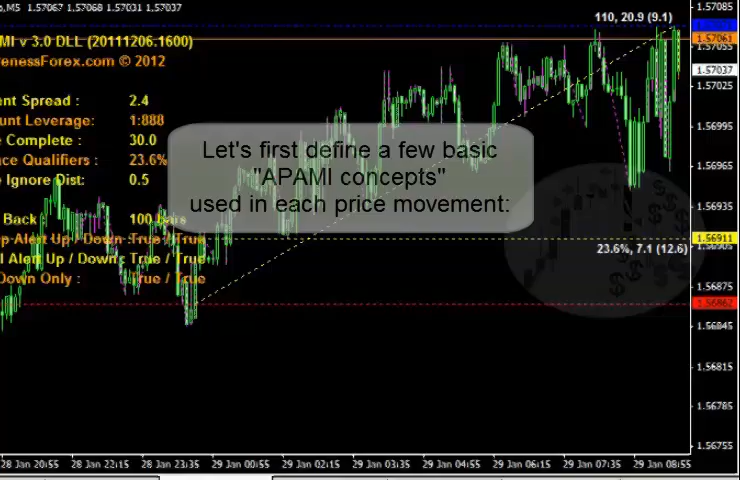 M5 1.57067 1.57068 1.57031 1.57037
110, 20.9 (9.1)
MI v 3.0 DLL (20111206.1600)
enessForex.com © 2012
ent Spread : 2.4
unt Leverage: 1:888
e Complete : 30.0
ce Qualifiers : 23.6%
e Ignore Dist: 0.5
Back 100 Bars
p-Alert Up / Down : True / True
l Alert Up / Down : True / True
Down Only : True / True
Let's first define a few basic
"APAMI concepts"
used in each price movement:
23.6%, 7.1 (12.6)
1.57085
1.57061
1.57055
1.57037
1.57025
1.56995
1.56965
1.56935
1.56911
1.56905
1.56875
1.56862
1.56845
1.56815
1.56785
1.56755
28 Jan 20:55 28 Jan 22:15 28 Jan 23:35 29 Jan 00:55 29 Jan 02:15 29 Jan 03:35 29 Jan 04:55 29 Jan 06:15 29 Jan 07:35 29 Jan 08:55